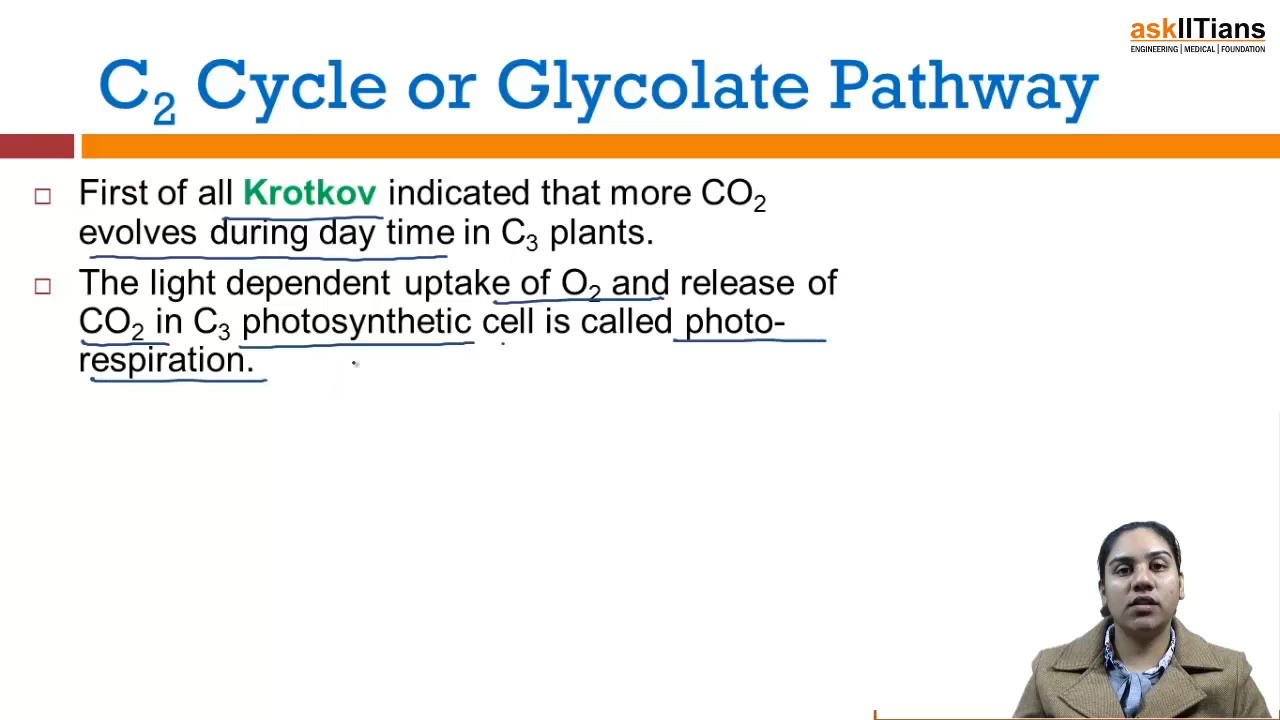 askIITians
ENGINEERING | MEDICAL | FOUNDATION
C₂ Cycle or Glycolate Pathway
First of all Krotkov indicated that more CO₂
evolves during day time in C₃ plants.
The light dependent uptake of O₂ and release of
CO₂ in C₃ photosynthetic cell is called photo-
respiration.